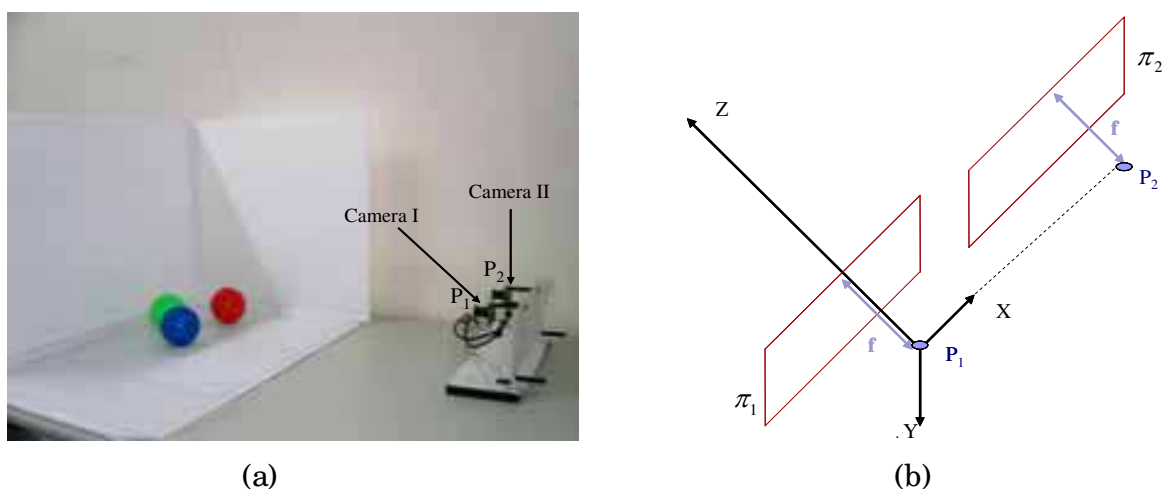 Camera I
Camera II
P1
P2
(a)
Z
π2
f
P2
X
f
P1
π1
. Y
(b)